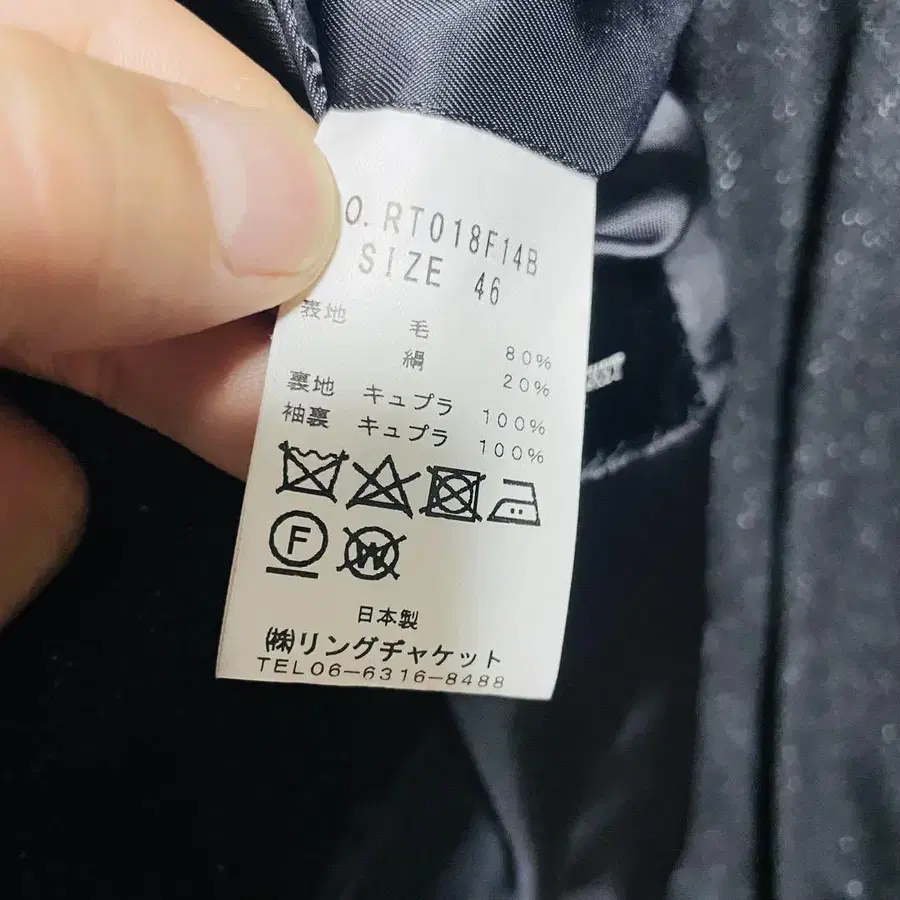 O. RT018F14B
SIZE 46
表地 毛 80%
絹 20%
裏地 キュプラ 100%
袖裏 キュプラ 100%
F
W
日本製
㈱リングヂャケット
TEL06-6316-8488